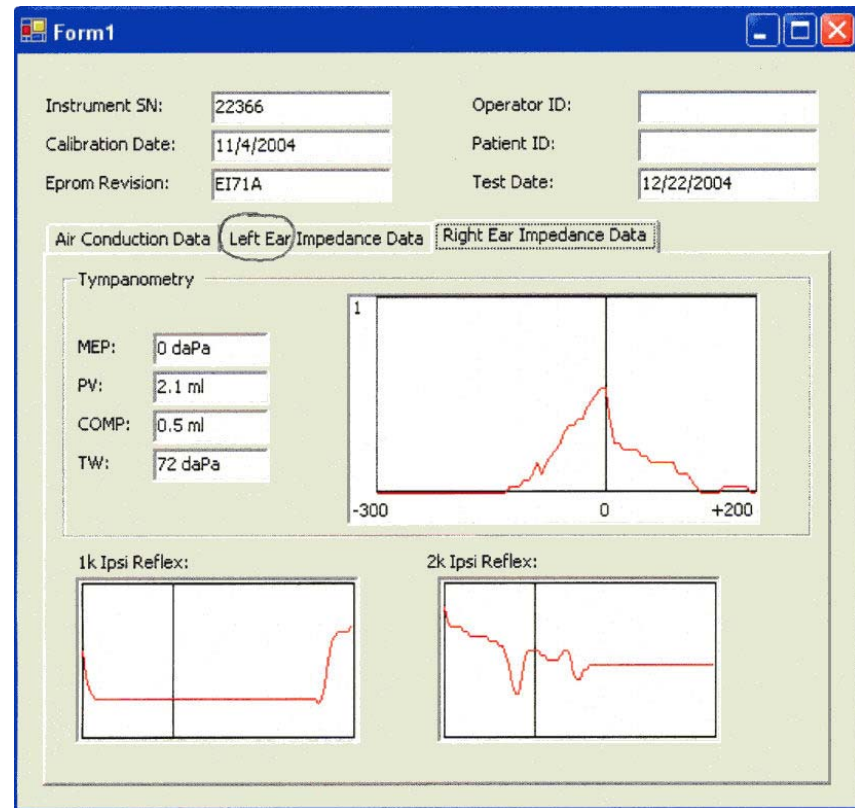 Form1
Instrument SN: 22366 Operator ID:
Calibration Date: 11/4/2004 Patient ID:
Eprom Revision: EI71A Test Date: 12/22/2004
Air Conduction Data Left Ear Impedance Data Right Ear Impedance Data
Tympanometry
1
MEP: 0 daPa
PV: 2.1 ml
COMP: 0.5 ml
TW: 72 daPa
-300 0 +200
1k Ipsi Reflex: 2k Ipsi Reflex: